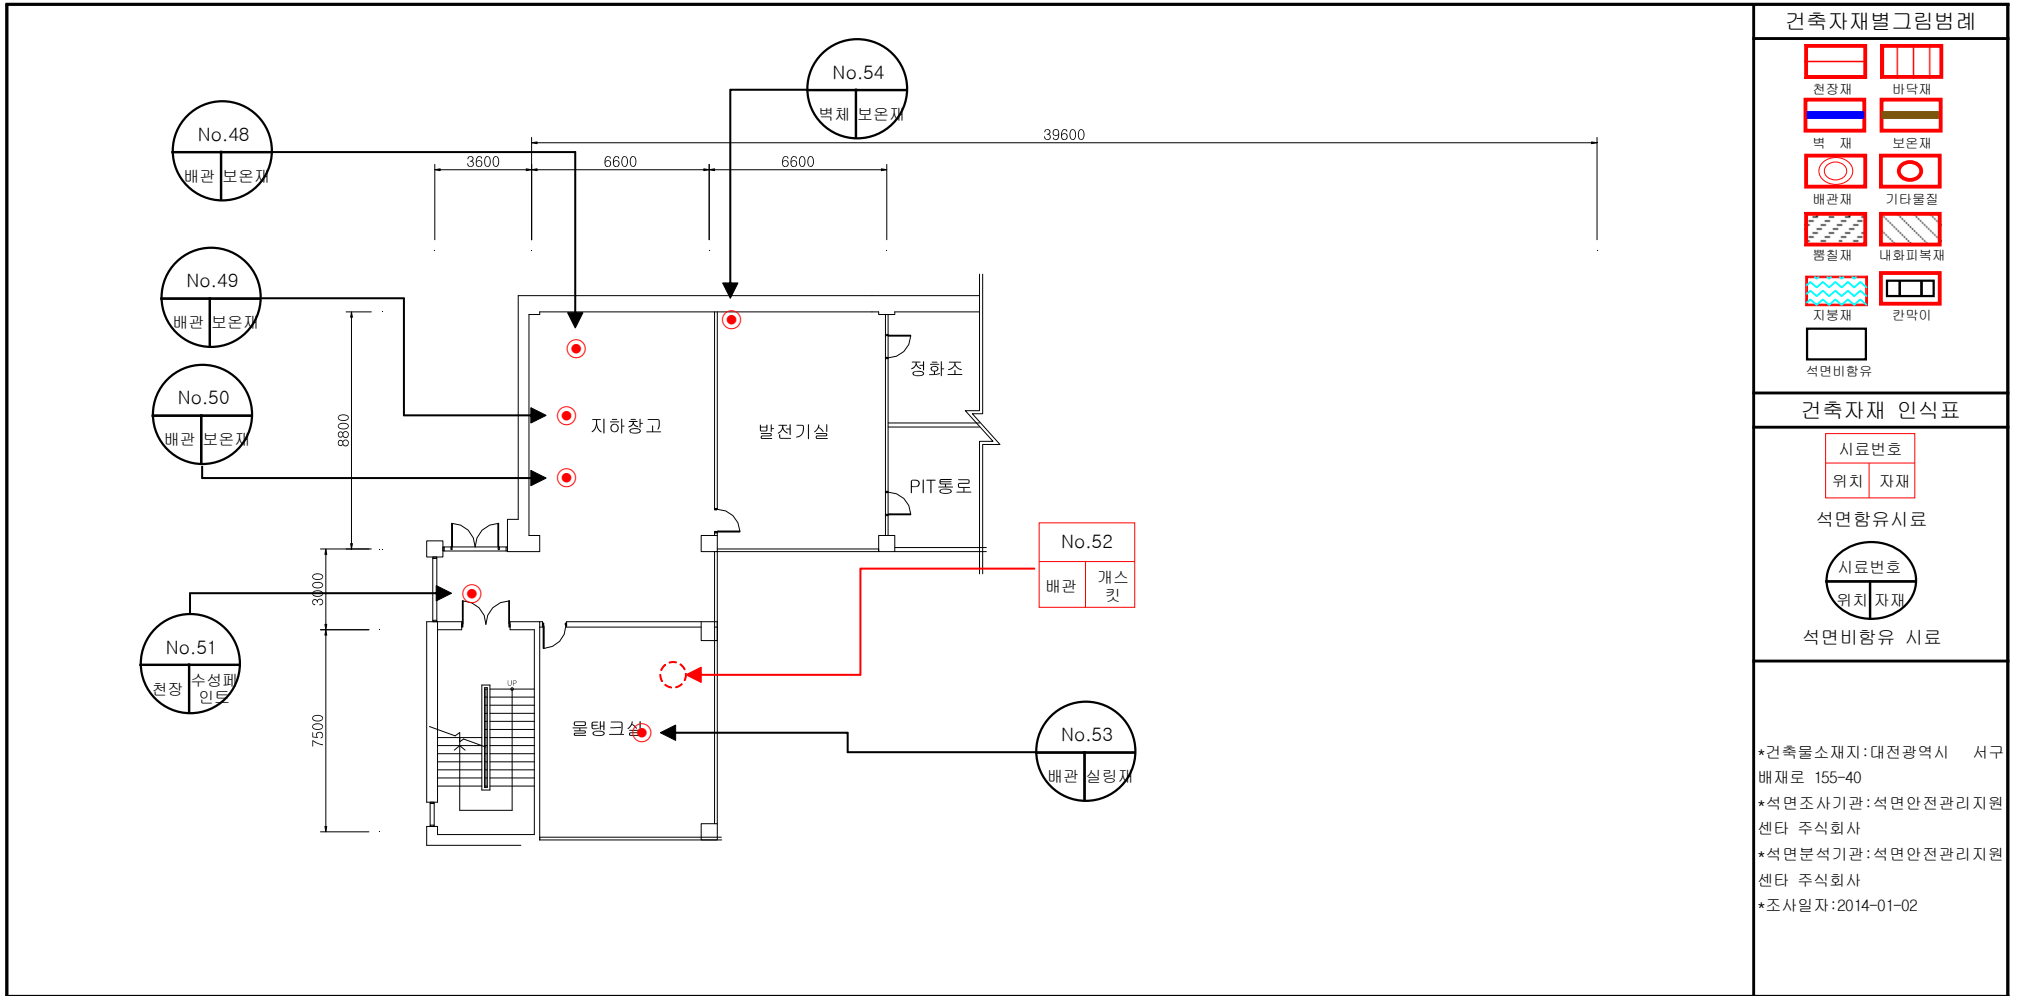 건축자재별그림범례
천장재 바닥재
벽 재 보온재
배관재 기타물질
뿜칠재 내화피복재
지붕재 칸막이
석면비함유
건축자재 인식표
시료번호
위치 자재
석면함유시료
시료번호
위치 자재
석면비함유 시료
*건축물소재지:대전광역시 서구
배재로 155-40
*석면조사기관:석면안전관리지원
센타 주식회사
*석면분석기관:석면안전관리지원
센타 주식회사
*조사일자:2014-01-02
No.54
벽체 보온재
No.48
배관 보온재
39600
3600 6600 6600
No.49
배관 보온재
No.50
배관 보온재
8800
지하창고
발전기실
정화조
PIT통로
No.52
배관 개스
킷
3000
No.51
천장 수성페
인트
7500
UP
물탱크실
No.53
배관 실링재